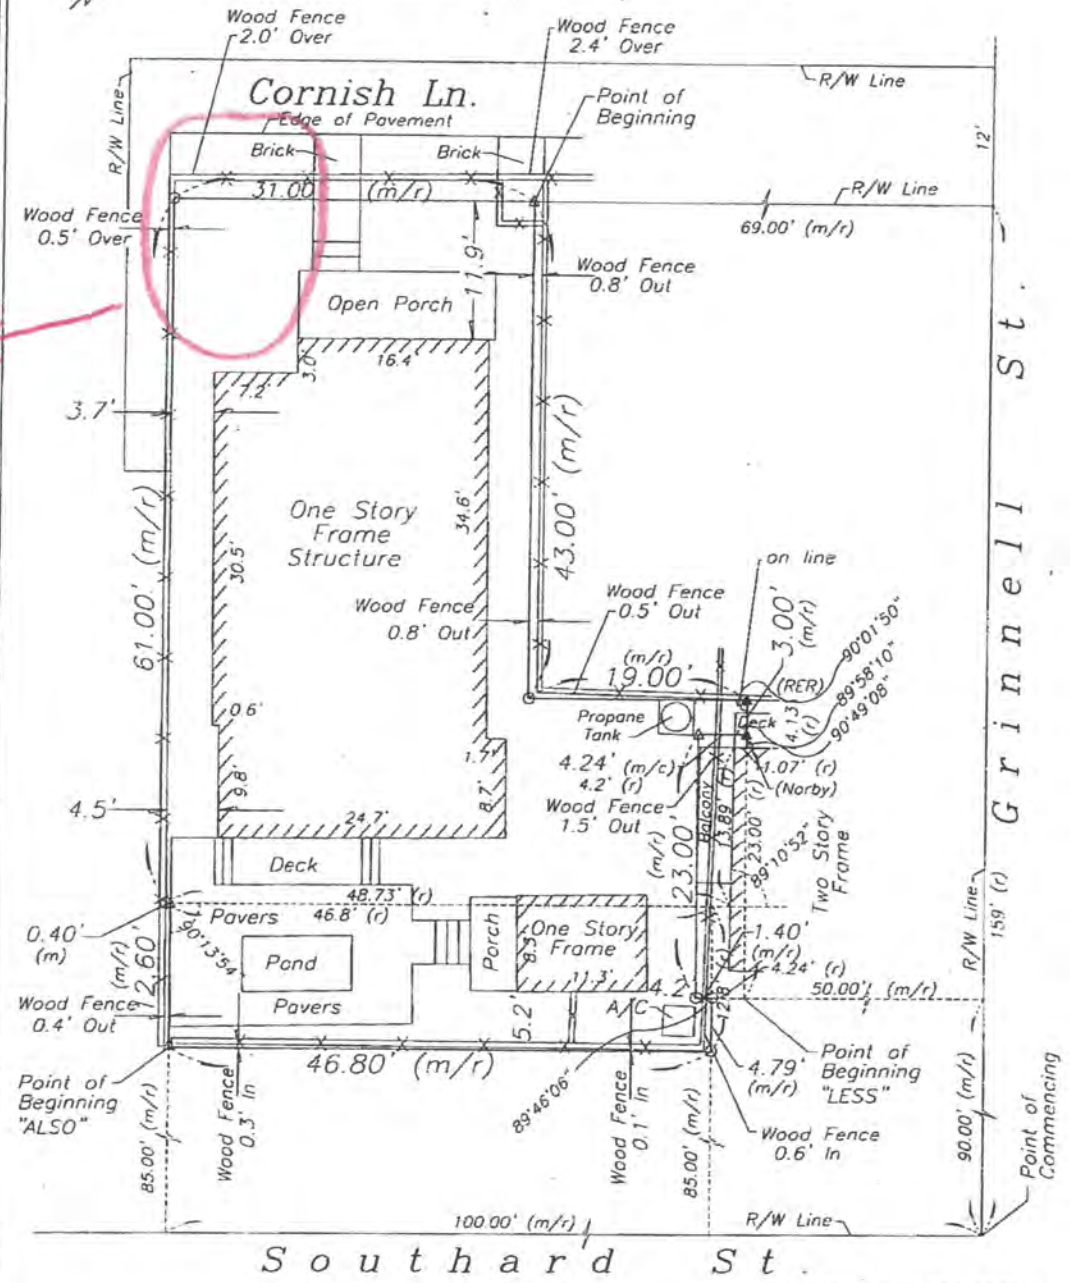 Wood Fence
2.0' Over
Wood Fence
2.4' Over
R/W Line
Cornish Ln.
Edge of Pavement
Point of
Beginning
R/W Line
12'
Brick
Brick
31.00' (m/r)
R/W Line
69.00' (m/r)
Wood Fence
0.5' Over
11.9'
Wood Fence
0.8' Out
Open Porch
16.4'
3.0'
7.2'
3.7'
Grinnell St.
61.00' (m/r)
43.00' (m/r)
One Story
Frame
Structure
34.6'
30.5'
on line
Wood Fence
0.8' Out
Wood Fence
0.5' Out
3.00'
(m/r)
90°01'50"
89°58'10"
90°49'08"
(m/r)
19.00'
(RER)
0.6'
Propane
Tank
Deck
4.13'
(r)
1.7'
4.24' (m/c)
4.2' (r)
1.07' (r)
(Norby)
9.8'
8.7'
4.5'
Wood Fence
1.5' Out
Balcony
13.89' (r)
23.00' (r)
23.00'
(m/r)
24.7'
Two Story
Frame
89°10'52"
Deck
48.73' (r)
46.8' (r)
Pavers
0.40'
(m)
90°13'54"
12.60'
(m/r)
Pond
Porch
One Story
Frame
8.5'
11.3'
1.40'
(m/r)
4.24' (r)
R/W Line
159' (r)
4.2'
50.00' (m/r)
Pavers
A/C
12.8'
(r)
Wood Fence
0.4' Out
5.2'
46.80' (m/r)
4.79'
(m/r)
Point of
Beginning
"LESS"
Point of
Beginning
"ALSO"
85.00' (m/r)
Wood Fence
0.3' In
89°46'06"
Wood Fence
0.1' In
85.00' (m/r)
Wood Fence
0.6' In
90.00' (m/r)
Point of
Commencing
100.00' (m/r)
R/W Line
Southard St.